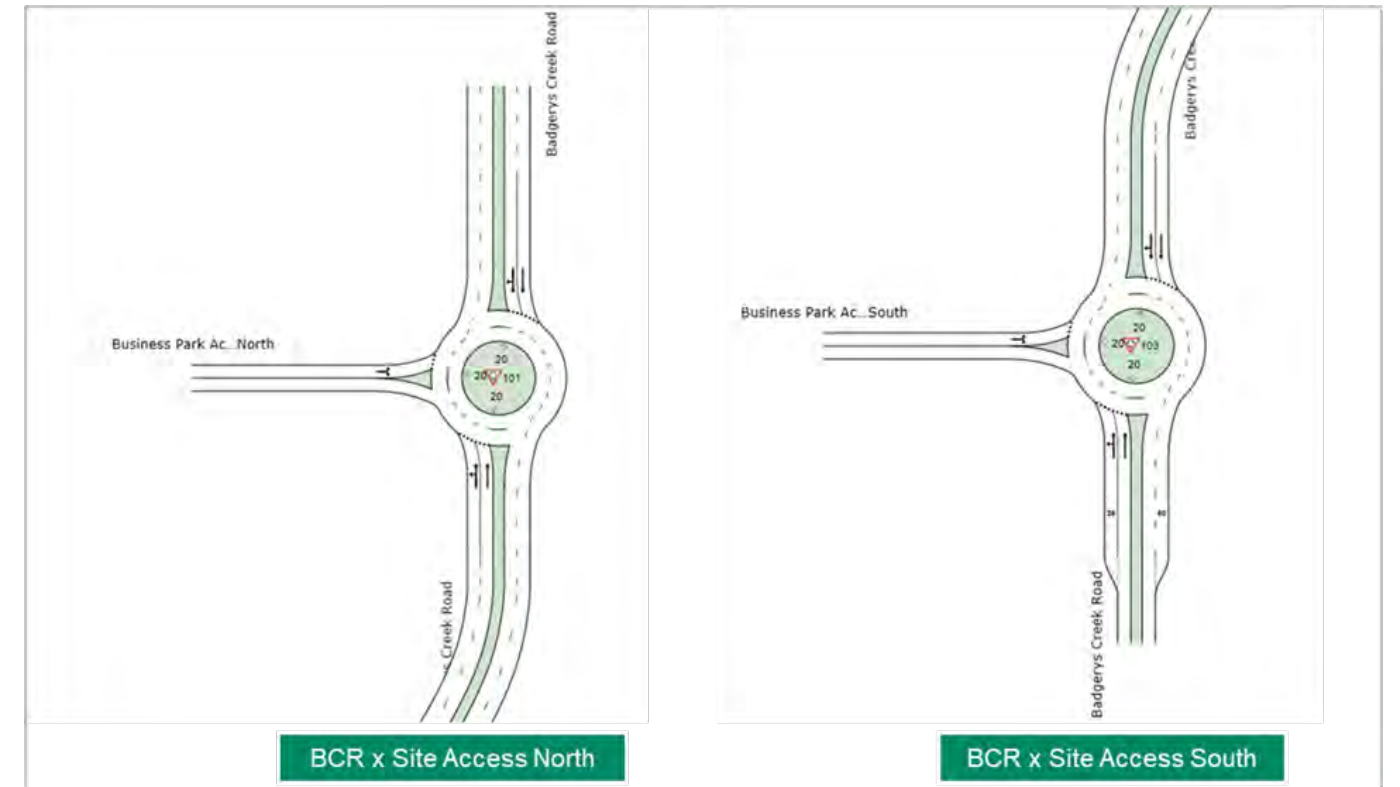 Badgerys Creek Road
Business Park Ac...North
20
20
101
20
Creek Road
BCR x Site Access North
Badgerys Cre
Business Park Ac...South
20
20
103
20
60
Badgerys Creek Road
BCR x Site Access South